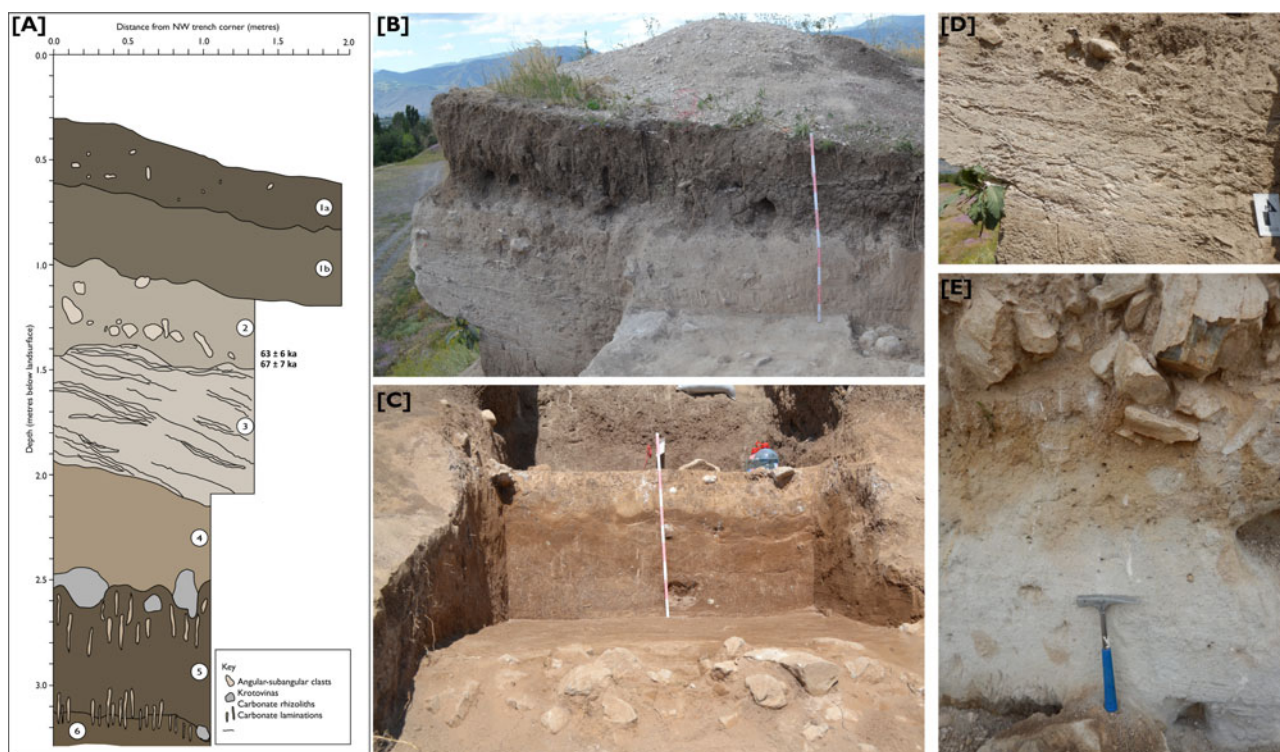 [A]
Distance from NW trench corner (metres)
0.0 0.5 1.0 1.5 2.0
0.0
0.5
1.0
1.5
2.0
2.5
3.0
Depth (metres below landsurface)
1a
1b
2
63 ± 6 ka
67 ± 7 ka
3
4
5
6
Key
Angular-subangular clasts
Krotovinas
Carbonate rhizoliths
Carbonate laminations
[B]
[C]
[D]
[E]